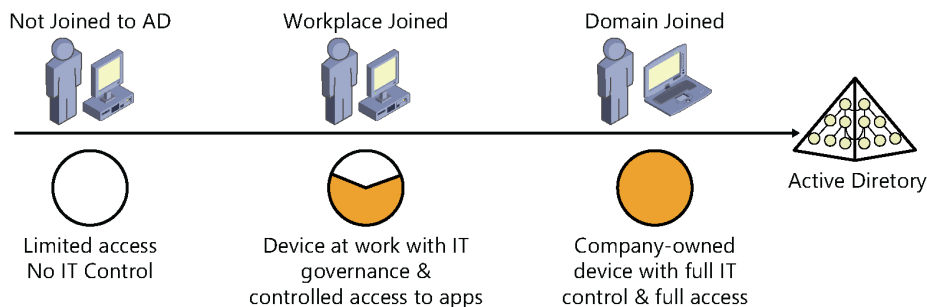 Not Joined to AD
Workplace Joined
Domain Joined
Active Diretory
Limited access
No IT Control
Device at work with IT
governance &
controlled access to apps
Company-owned
device with full IT
control & full access